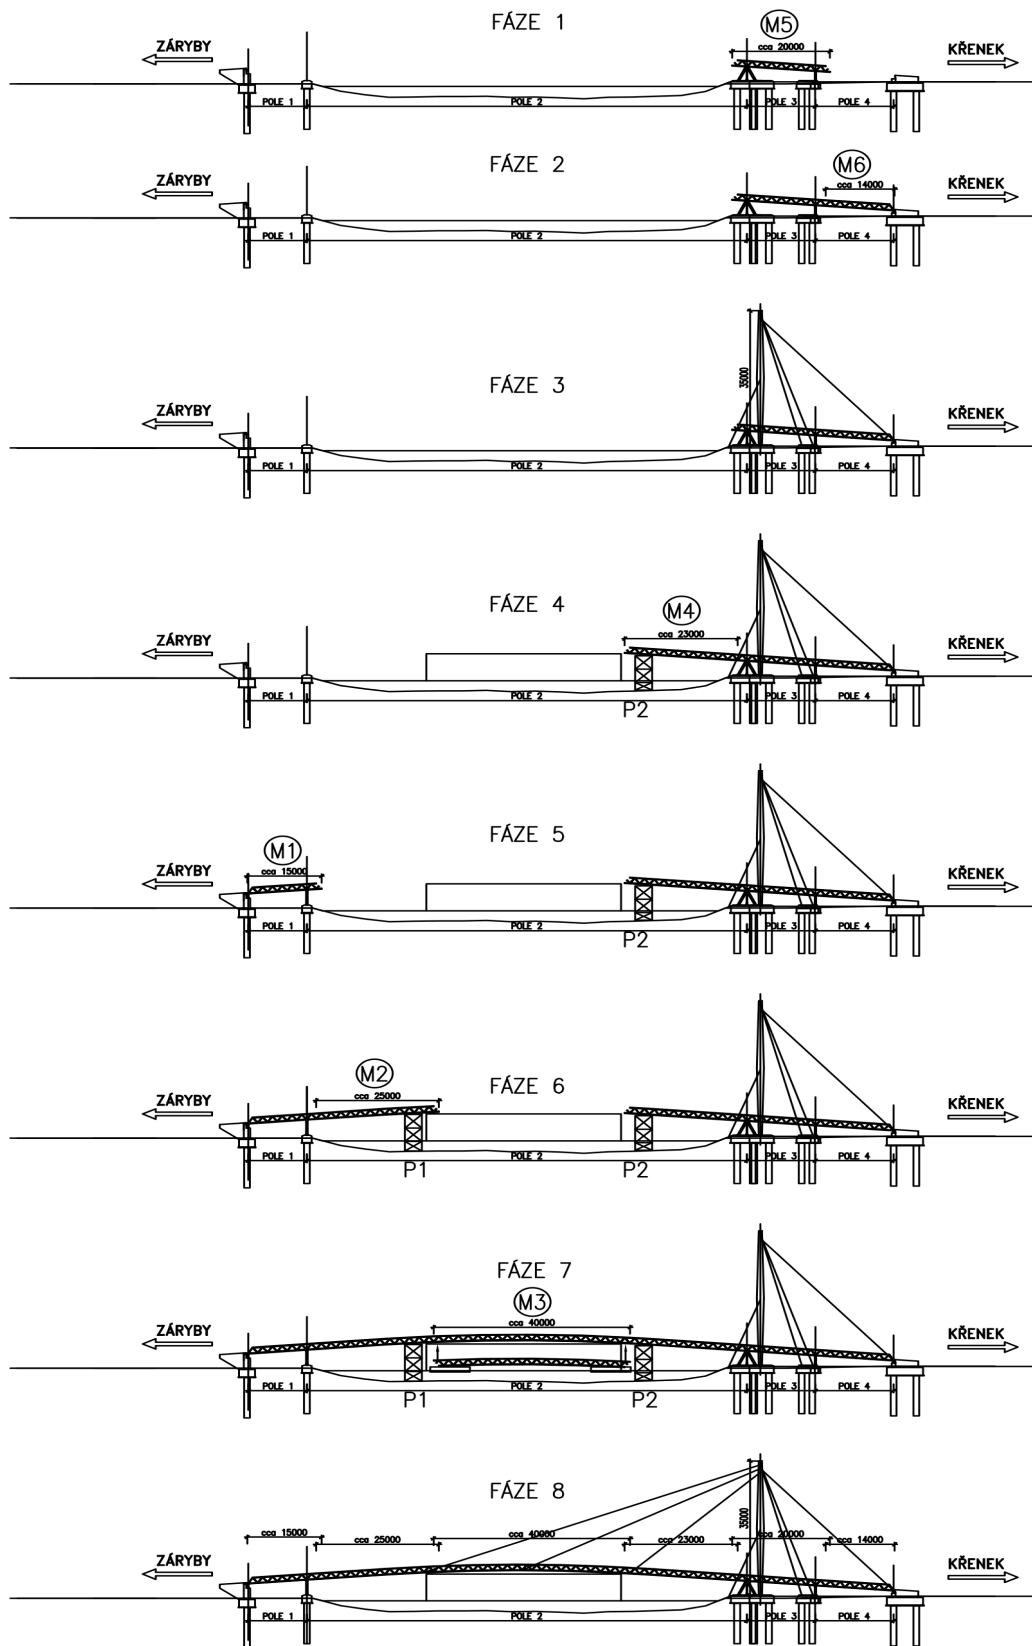 FÁZE 1
M5
cca 20000
ZÁRYBY
KŘENEK
POLE 1
POLE 2
POLE 3
POLE 4
FÁZE 2
M6
cca 14000
ZÁRYBY
KŘENEK
POLE 1
POLE 2
POLE 3
POLE 4
FÁZE 3
35000
ZÁRYBY
KŘENEK
POLE 1
POLE 2
POLE 3
POLE 4
FÁZE 4
M4
cca 23000
ZÁRYBY
KŘENEK
POLE 1
POLE 2
POLE 3
POLE 4
P2
FÁZE 5
M1
cca 15000
ZÁRYBY
KŘENEK
POLE 1
POLE 2
POLE 3
POLE 4
P2
FÁZE 6
M2
cca 25000
ZÁRYBY
KŘENEK
POLE 1
POLE 2
POLE 3
POLE 4
P1
P2
FÁZE 7
M3
cca 40000
ZÁRYBY
KŘENEK
POLE 1
POLE 2
POLE 3
POLE 4
P1
P2
FÁZE 8
35000
cca 15000
cca 25000
cca 40000
cca 23000
cca 20000
cca 14000
ZÁRYBY
KŘENEK
POLE 1
POLE 2
POLE 3
POLE 4